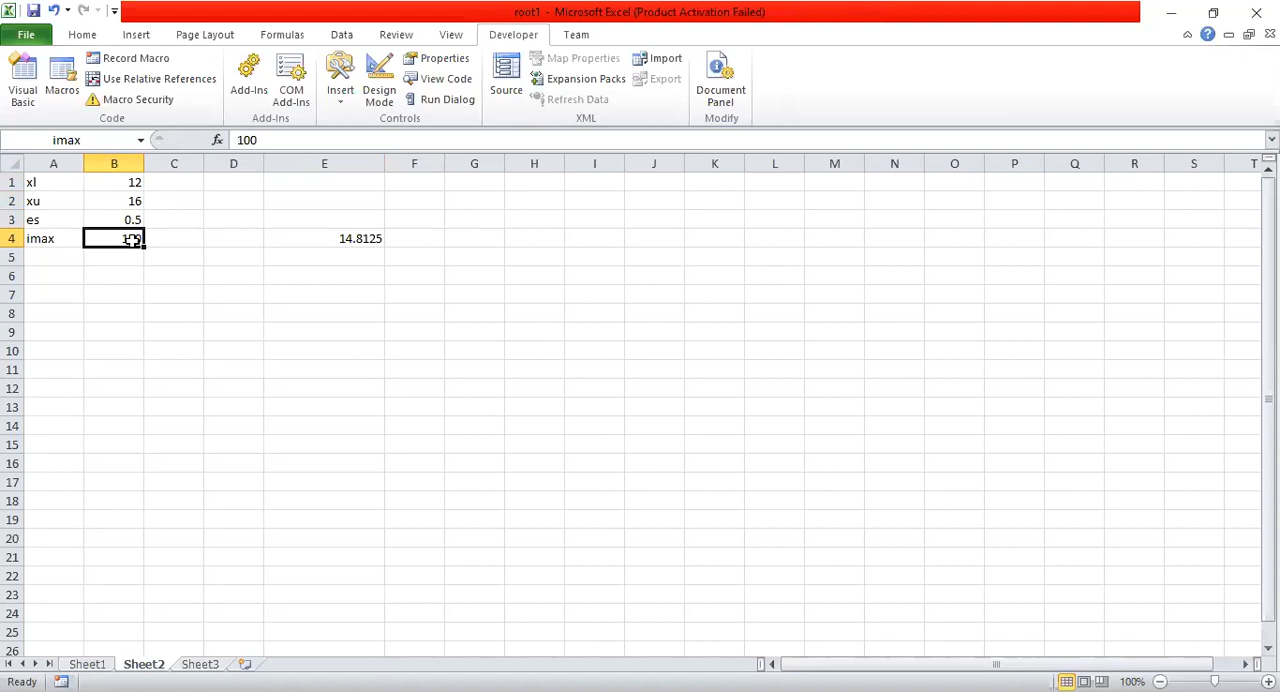 root1 - Microsoft Excel (Product Activation Failed)
File Home Insert Page Layout Formulas Data Review View Developer Team
Visual Basic
Macros
Record Macro
Use Relative References
Macro Security
Code
Add-Ins
COM Add-Ins
Add-Ins
Insert
Design Mode
Properties
View Code
Run Dialog
Controls
Source
Map Properties
Expansion Packs
Refresh Data
Import
Export
XML
Document Panel
Modify
imax fx 100
A B C D E F G H I J K L M N O P Q R S T
1 xl 12
2 xu 16
3 es 0.5
4 imax 100 14.8125
5
6
7
8
9
10
11
12
13
14
15
16
17
18
19
20
21
22
23
24
25
26
Sheet1 Sheet2 Sheet3
Ready 100%